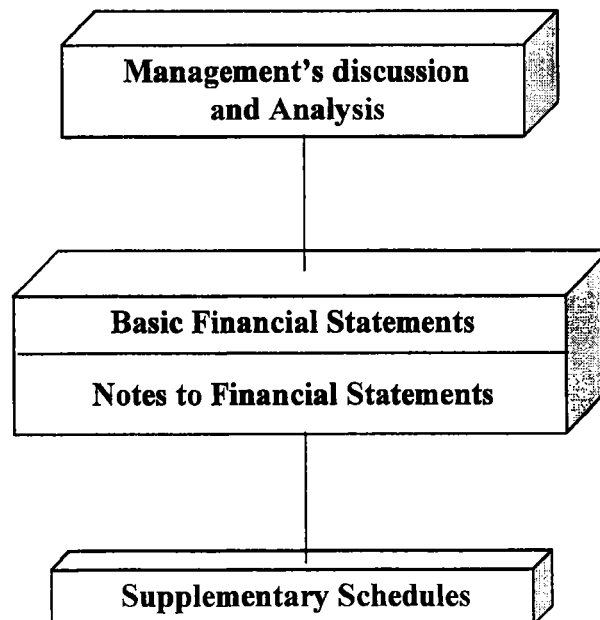 Management's discussion
and Analysis
Basic Financial Statements
Notes to Financial Statements
Supplementary Schedules